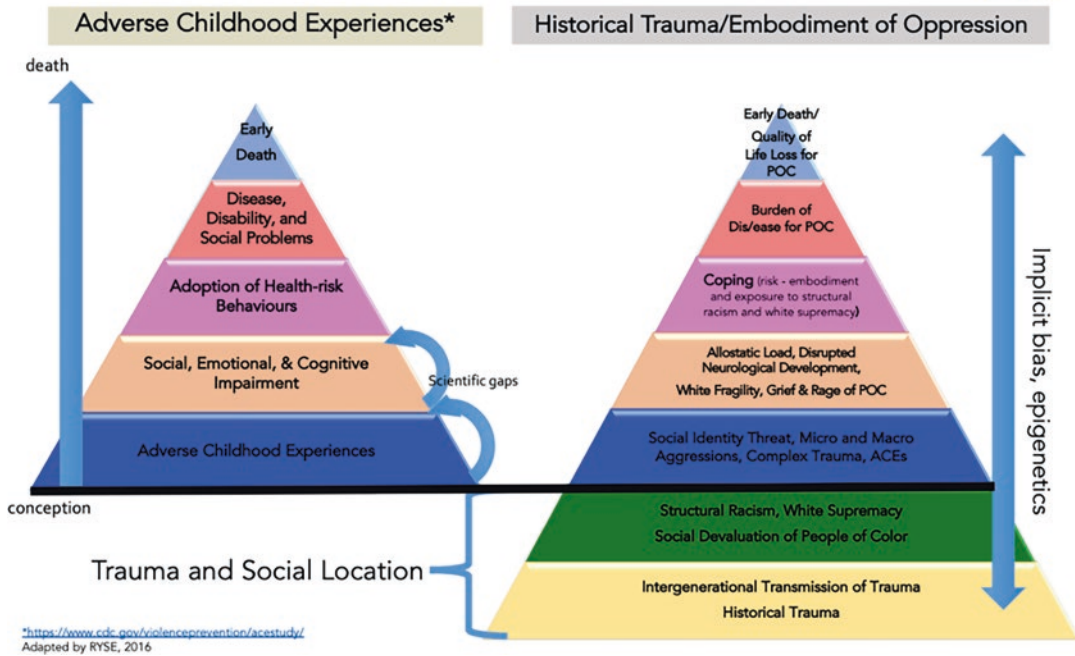 Adverse Childhood Experiences*
Historical Trauma/Embodiment of Oppression
death
Early
Death
Disease,
Disability, and
Social Problems
Adoption of Health-risk
Behaviours
Social, Emotional, & Cognitive
Impairment
Scientific gaps
Adverse Childhood Experiences
conception
Early Death/
Quality of
Life Loss for
POC
Burden of
Dis/ease for POC
Coping (risk - embodiment
and exposure to structural
racism and white supremacy)
Allostatic Load, Disrupted
Neurological Development,
White Fragility, Grief & Rage of POC
Social Identity Threat, Micro and Macro
Aggressions, Complex Trauma, ACEs
Structural Racism, White Supremacy
Social Devaluation of People of Color
Intergenerational Transmission of Trauma
Historical Trauma
Implicit bias, epigenetics
Trauma and Social Location
*https://www.cdc.gov/violenceprevention/acestudy/
Adapted by RYSE, 2016